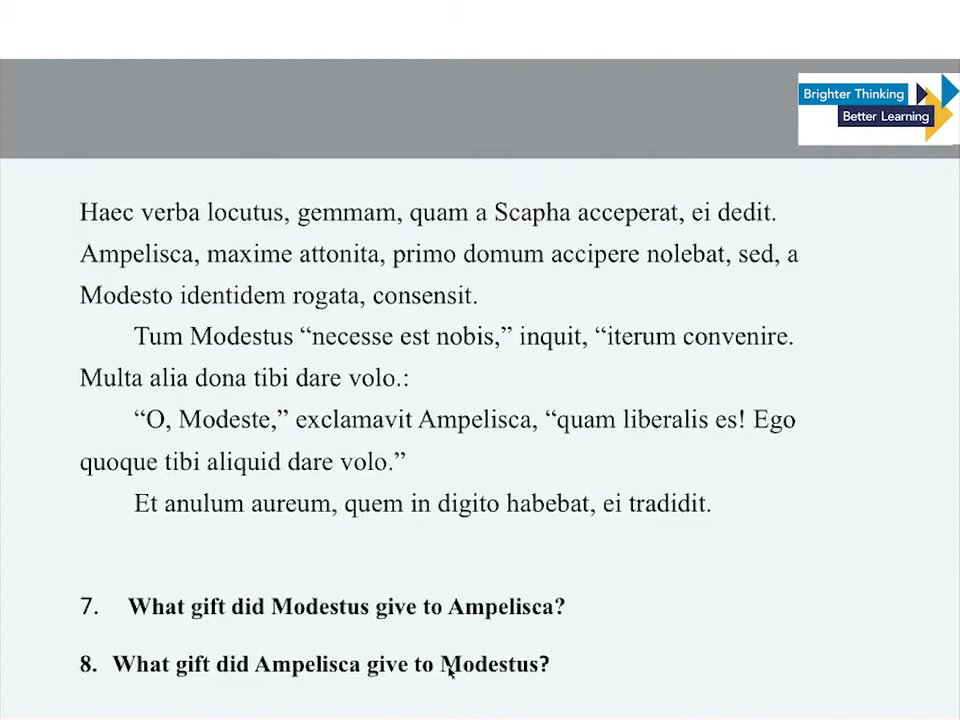 Brighter Thinking
Better Learning
Haec verba locutus, gemmam, quam a Scapha acceperat, ei dedit.
Ampelisca, maxime attonita, primo domum accipere nolebat, sed, a
Modesto identidem rogata, consensit.
Tum Modestus “necesse est nobis,” inquit, “iterum convenire.
Multa alia dona tibi dare volo.:
“O, Modeste,” exclamavit Ampelisca, “quam liberalis es! Ego
quoque tibi aliquid dare volo.”
Et anulum aureum, quem in digito habebat, ei tradidit.
7. What gift did Modestus give to Ampelisca?
8. What gift did Ampelisca give to Modestus?